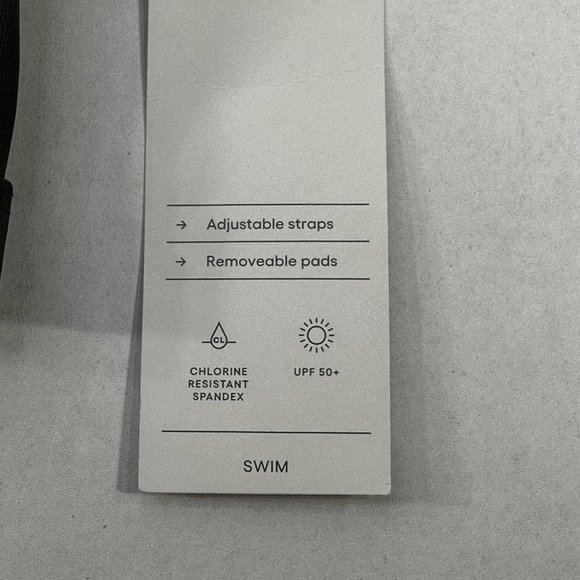 → Adjustable straps
→ Removeable pads
CL
CHLORINE
RESISTANT
SPANDEX
UPF 50+
SWIM